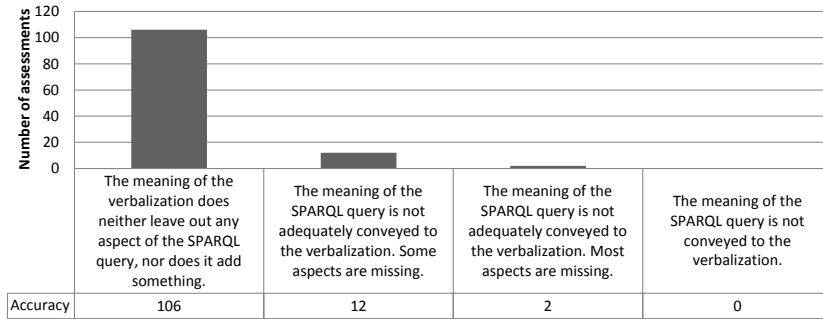 Number of assessments
120
100
80
60
40
20
0
The meaning of the
verbalization does
neither leave out any
aspect of the SPARQL
query, nor does it add
something.
The meaning of the
SPARQL query is not
adequately conveyed to
the verbalization. Some
aspects are missing.
The meaning of the
SPARQL query is not
adequately conveyed to
the verbalization. Most
aspects are missing.
The meaning of the
SPARQL query is not
conveyed to the
verbalization.
Accuracy 106 12 2 0